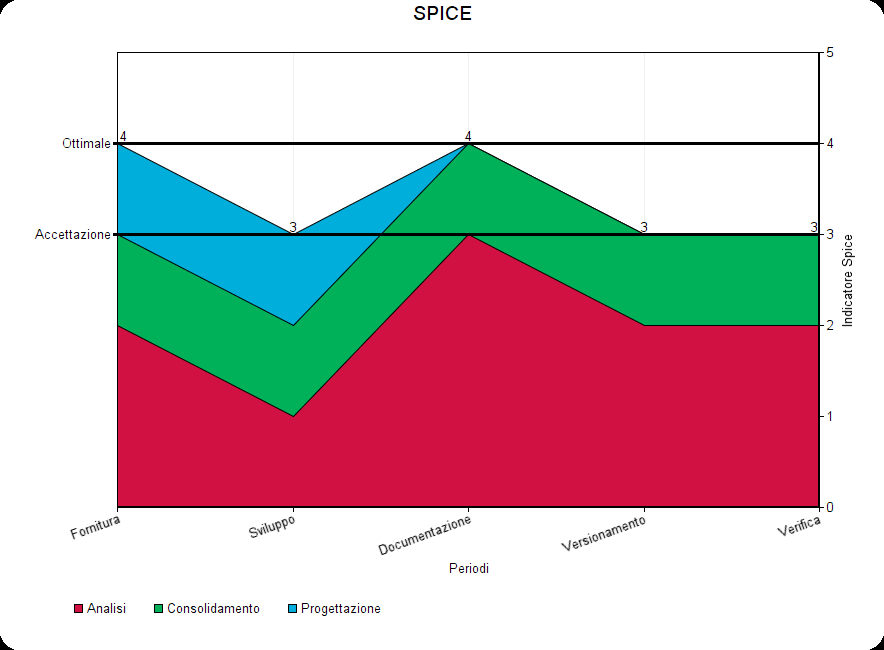 SPICE
5
4
4
Ottimale
4
3
3
3
Accettazione
3
Indicatore Spice
2
1
0
Fornitura
Sviluppo
Documentazione
Versionamento
Verifica
Periodi
Analisi
Consolidamento
Progettazione